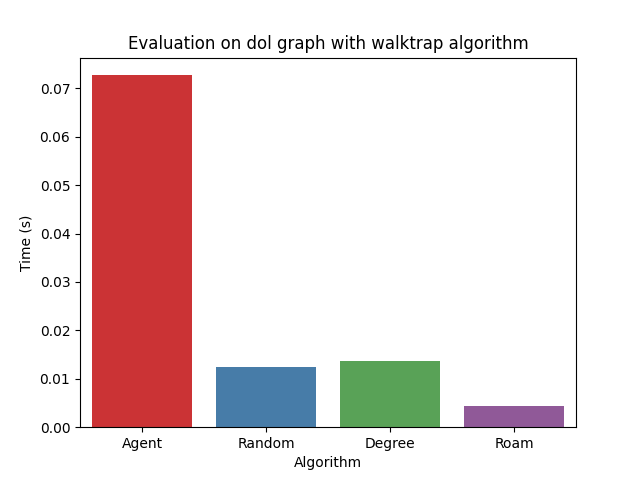 Evaluation on dol graph with walktrap algorithm
0.07
0.06
0.05
0.04
0.03
0.02
0.01
0.00
Time (s)
Agent Random Degree Roam
Algorithm